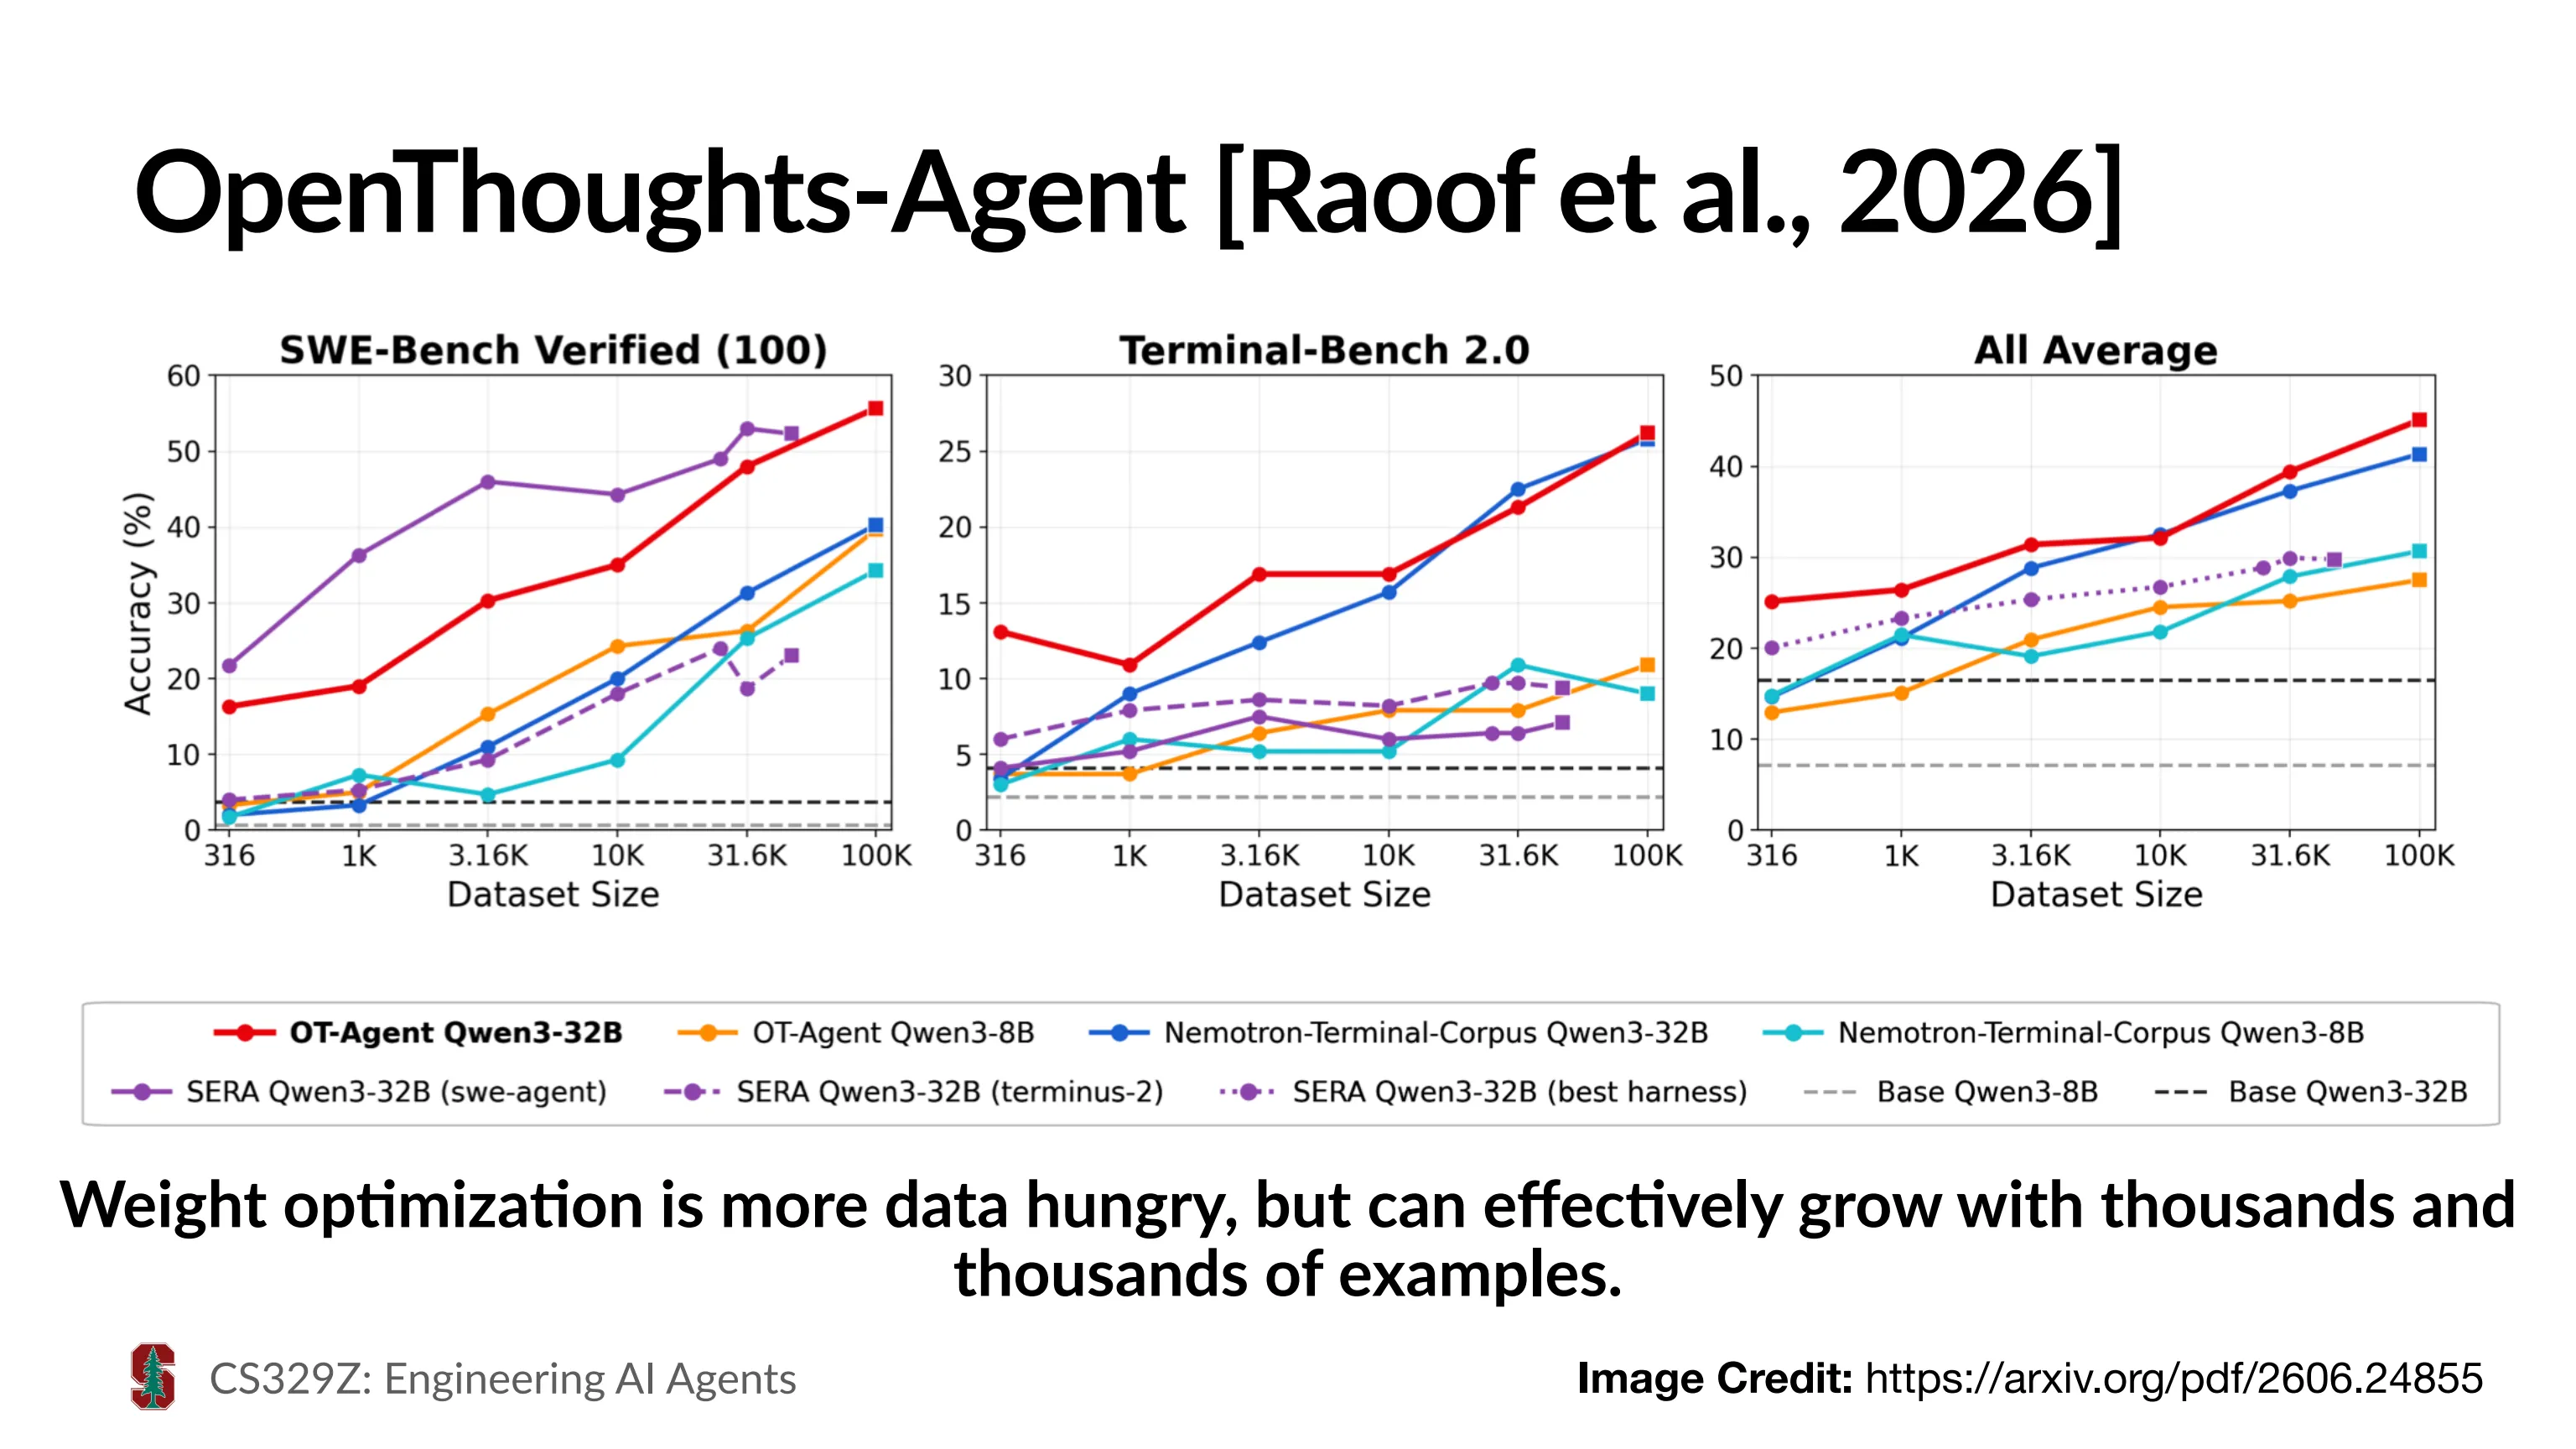 OpenThoughts-Agent [Raoof et al., 2026]
SWE-Bench Verified (100)
60
50
40
30
20
10
0
Accuracy (%)
316 1K 3.16K 10K 31.6K 100K
Dataset Size
Terminal-Bench 2.0
30
25
20
15
10
5
0
316 1K 3.16K 10K 31.6K 100K
Dataset Size
All Average
50
40
30
20
10
0
316 1K 3.16K 10K 31.6K 100K
Dataset Size
OT-Agent Qwen3-32B OT-Agent Qwen3-8B Nemotron-Terminal-Corpus Qwen3-32B Nemotron-Terminal-Corpus Qwen3-8B
SERA Qwen3-32B (swe-agent) SERA Qwen3-32B (terminus-2) SERA Qwen3-32B (best harness) Base Qwen3-8B Base Qwen3-32B
Weight optimization is more data hungry, but can effectively grow with thousands and
thousands of examples.
CS329Z: Engineering AI Agents
Image Credit: https://arxiv.org/pdf/2606.24855